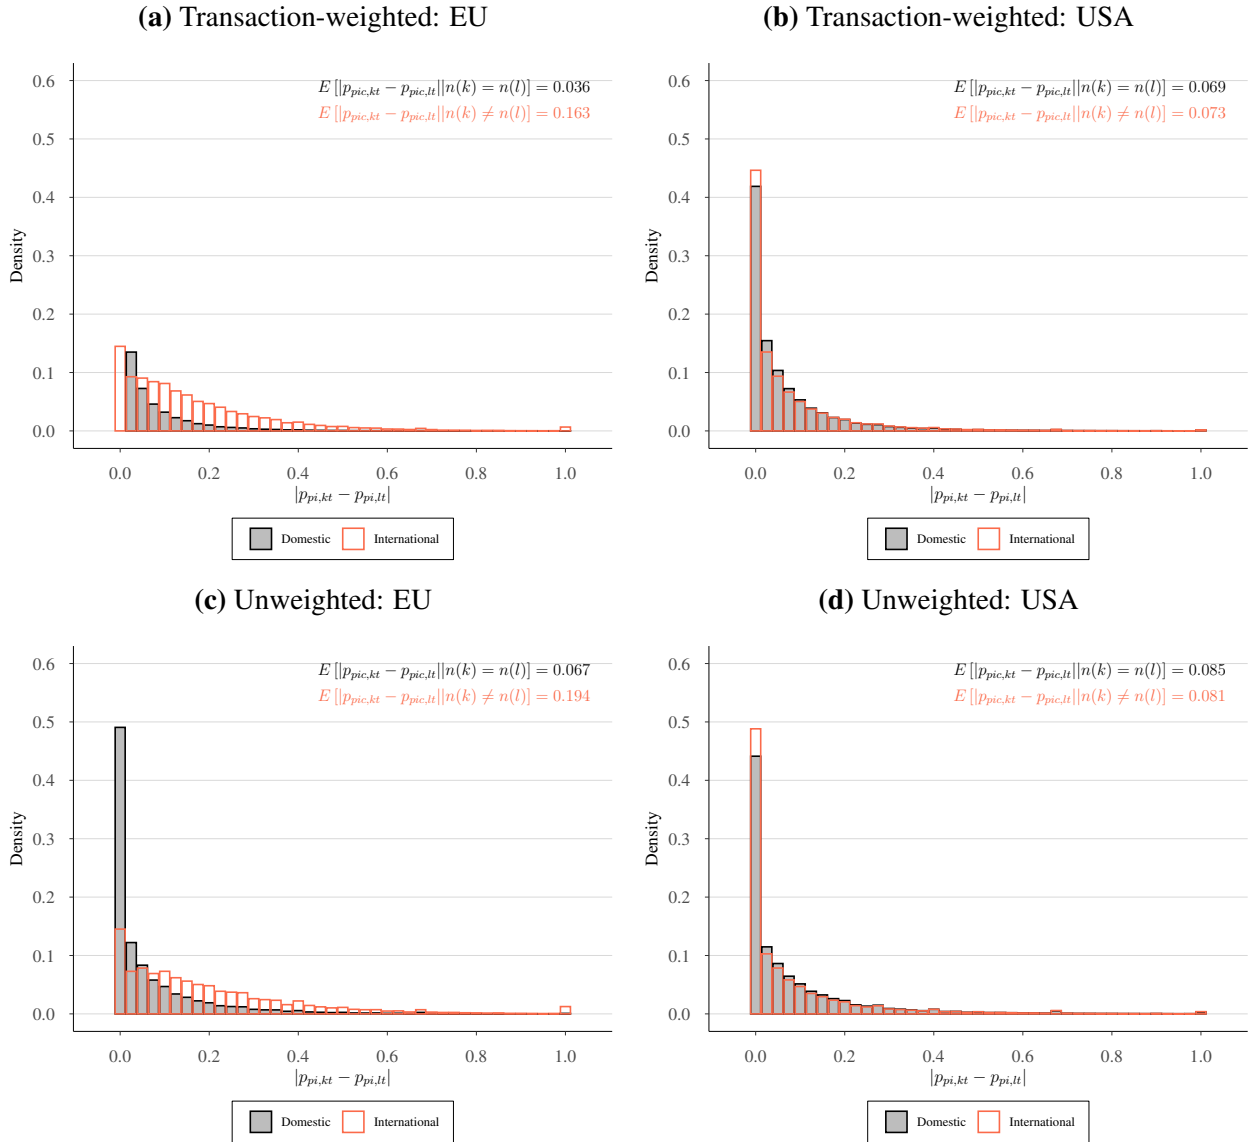 (a) Transaction-weighted: EU
E [|p_{pic,kt} − p_{pic,lt}||n(k) = n(l)] = 0.036
E [|p_{pic,kt} − p_{pic,lt}||n(k) ≠ n(l)] = 0.163
0.6
0.5
0.4
0.3
0.2
0.1
0.0
Density
0.0 0.2 0.4 0.6 0.8 1.0
|p_{pi,kt} − p_{pi,lt}|
Domestic International
(b) Transaction-weighted: USA
E [|p_{pic,kt} − p_{pic,lt}||n(k) = n(l)] = 0.069
E [|p_{pic,kt} − p_{pic,lt}||n(k) ≠ n(l)] = 0.073
0.6
0.5
0.4
0.3
0.2
0.1
0.0
Density
0.0 0.2 0.4 0.6 0.8 1.0
|p_{pi,kt} − p_{pi,lt}|
Domestic International
(c) Unweighted: EU
E [|p_{pic,kt} − p_{pic,lt}||n(k) = n(l)] = 0.067
E [|p_{pic,kt} − p_{pic,lt}||n(k) ≠ n(l)] = 0.194
0.6
0.5
0.4
0.3
0.2
0.1
0.0
Density
0.0 0.2 0.4 0.6 0.8 1.0
|p_{pi,kt} − p_{pi,lt}|
Domestic International
(d) Unweighted: USA
E [|p_{pic,kt} − p_{pic,lt}||n(k) = n(l)] = 0.085
E [|p_{pic,kt} − p_{pic,lt}||n(k) ≠ n(l)] = 0.081
0.6
0.5
0.4
0.3
0.2
0.1
0.0
Density
0.0 0.2 0.4 0.6 0.8 1.0
|p_{pi,kt} − p_{pi,lt}|
Domestic International